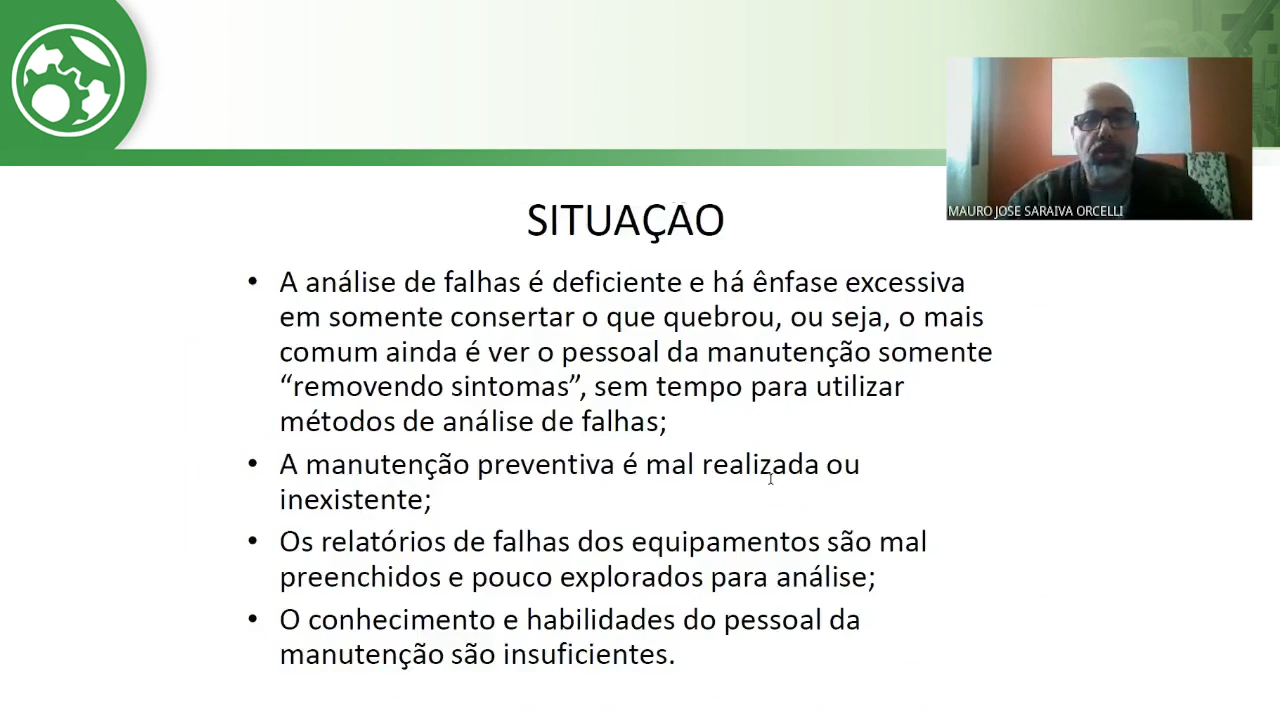 MAURO JOSE SARAIVA ORCELLI
SITUAÇAO
• A análise de falhas é deficiente e há ênfase excessiva
em somente consertar o que quebrou, ou seja, o mais
comum ainda é ver o pessoal da manutenção somente
“removendo sintomas”, sem tempo para utilizar
métodos de análise de falhas;
• A manutenção preventiva é mal realizada ou
inexistente;
• Os relatórios de falhas dos equipamentos são mal
preenchidos e pouco explorados para análise;
• O conhecimento e habilidades do pessoal da
manutenção são insuficientes.